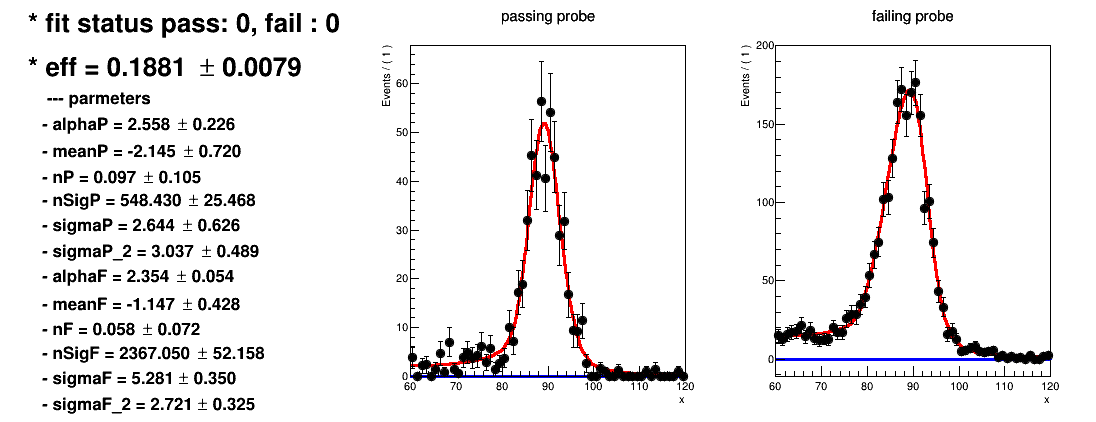 * fit status pass: 0, fail : 0
* eff = 0.1881 ± 0.0079
--- parmeters
- alphaP = 2.558 ± 0.226
- meanP = -2.145 ± 0.720
- nP = 0.097 ± 0.105
- nSigP = 548.430 ± 25.468
- sigmaP = 2.644 ± 0.626
- sigmaP_2 = 3.037 ± 0.489
- alphaF = 2.354 ± 0.054
- meanF = -1.147 ± 0.428
- nF = 0.058 ± 0.072
- nSigF = 2367.050 ± 52.158
- sigmaF = 5.281 ± 0.350
- sigmaF_2 = 2.721 ± 0.325
passing probe
Events / ( 1 )
60
50
40
30
20
10
0
60 70 80 90 100 110 120
x
failing probe
Events / ( 1 )
200
150
100
50
0
60 70 80 90 100 110 120
x